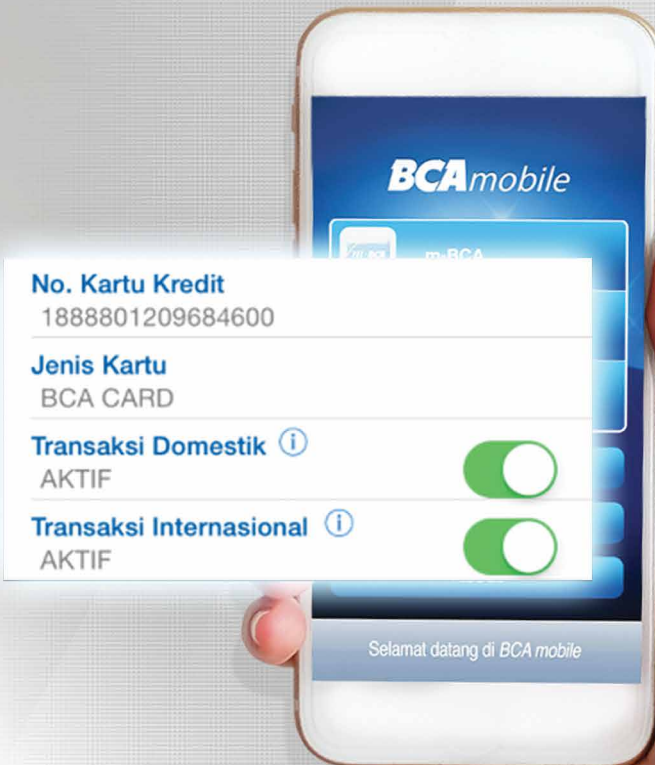 BCAmobile
m-BCA
No. Kartu Kredit
1888801209684600
Jenis Kartu
BCA CARD
Transaksi Domestik
AKTIF
Transaksi Internasional
AKTIF
Selamat datang di BCA mobile